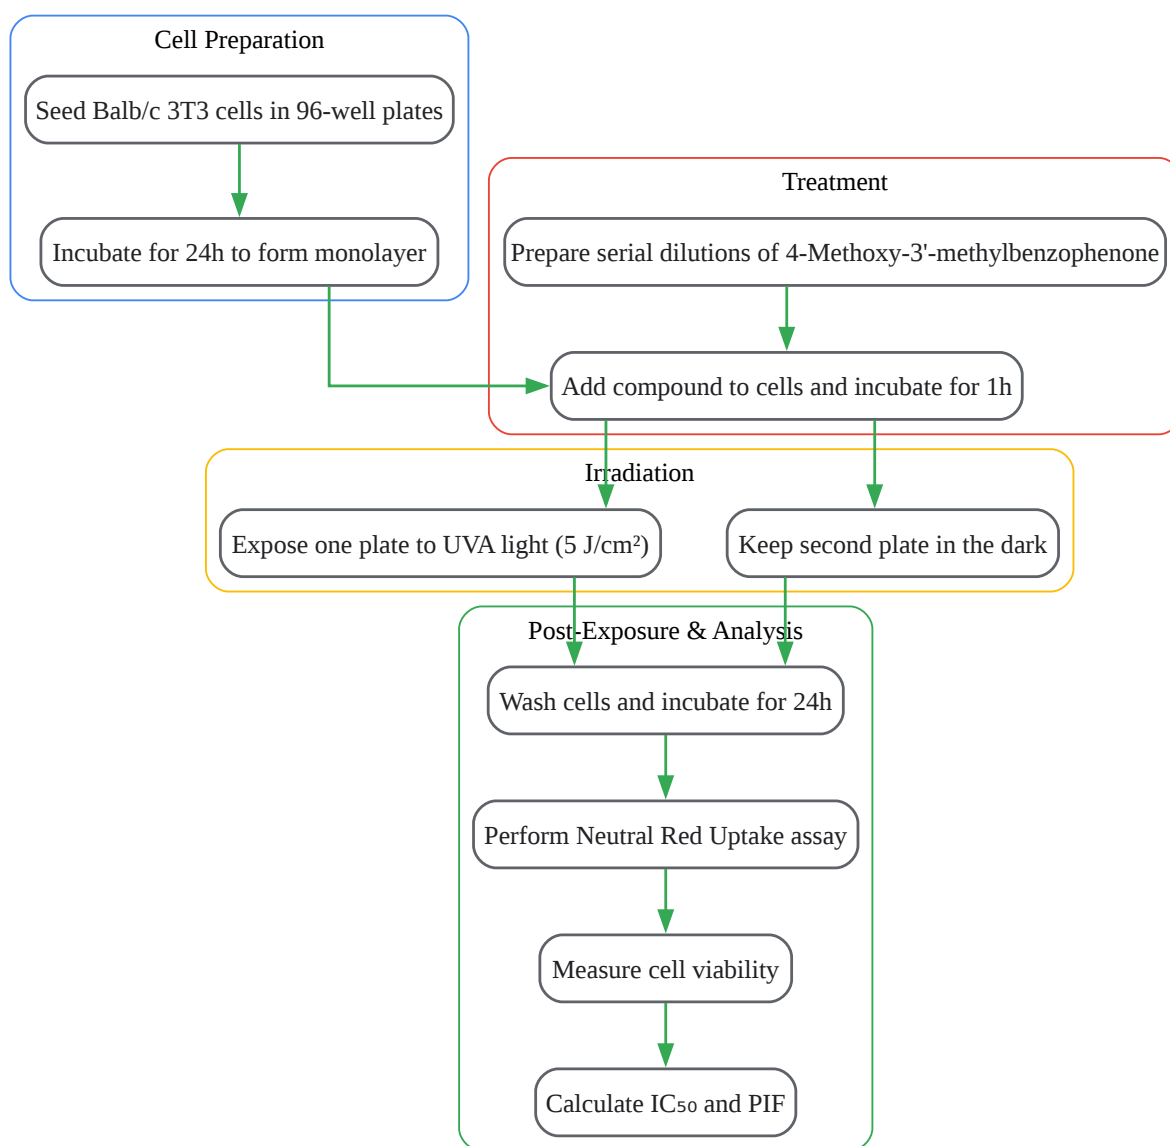 Cell Preparation
Seed Balb/c 3T3 cells in 96-well plates
Incubate for 24h to form monolayer
Treatment
Prepare serial dilutions of 4-Methoxy-3'-methylbenzophenone
Add compound to cells and incubate for 1h
Irradiation
Expose one plate to UVA light (5 J/cm²)
Keep second plate in the dark
Post-Exposure & Analysis
Wash cells and incubate for 24h
Perform Neutral Red Uptake assay
Measure cell viability
Calculate IC₅₀ and PIF